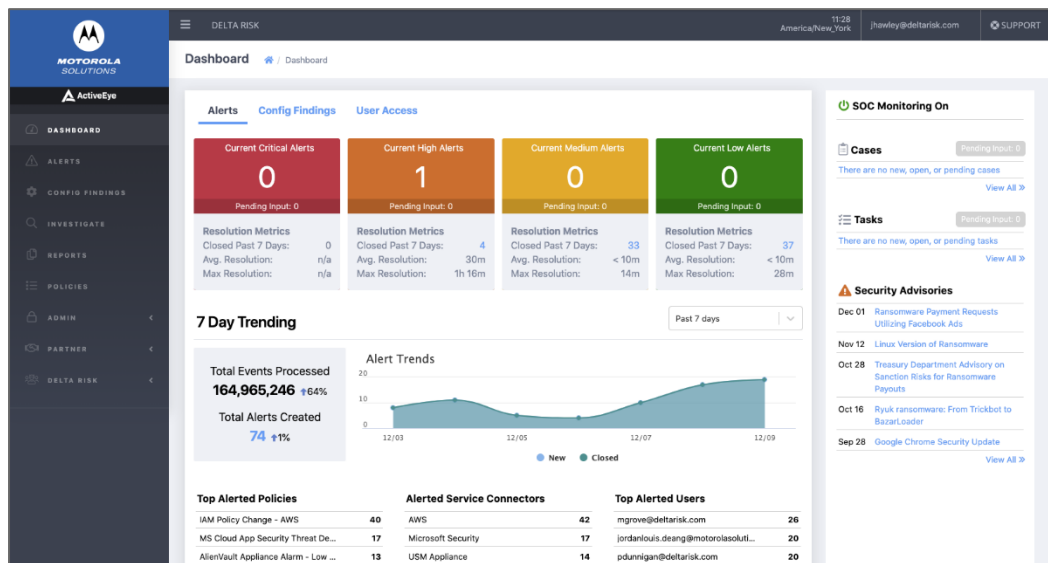 MOTOROLA
SOLUTIONS
ActiveEye
DASHBOARD
ALERTS
CONFIG FINDINGS
INVESTIGATE
REPORTS
POLICIES
ADMIN
PARTNER
DELTA RISK
DELTA RISK
11:28
America/New_York
jhawley@deltarisk.com
SUPPORT
Dashboard / Dashboard
Alerts Config Findings User Access
Current Critical Alerts
0
Pending Input: 0
Resolution Metrics
Closed Past 7 Days: 0
Avg. Resolution: n/a
Max Resolution: n/a
Current High Alerts
1
Pending Input: 0
Resolution Metrics
Closed Past 7 Days: 4
Avg. Resolution: 30m
Max Resolution: 1h 16m
Current Medium Alerts
0
Pending Input: 0
Resolution Metrics
Closed Past 7 Days: 33
Avg. Resolution: < 10m
Max Resolution: 14m
Current Low Alerts
0
Pending Input: 0
Resolution Metrics
Closed Past 7 Days: 37
Avg. Resolution: < 10m
Max Resolution: 28m
7 Day Trending
Past 7 days
Total Events Processed
164,965,246 64%
Total Alerts Created
74 1%
Alert Trends
20
10
0
12/03 12/05 12/07 12/09
New Closed
Top Alerted Policies
IAM Policy Change - AWS 40
MS Cloud App Security Threat De... 17
AlienVault Appliance Alarm - Low ... 13
Alerted Service Connectors
AWS 42
Microsoft Security 17
USM Appliance 14
Top Alerted Users
mgrove@deltarisk.com 26
jordanlouis.deang@motorolasoluti... 20
pdunnigan@deltarisk.com 20
SOC Monitoring On
Cases Pending Input: 0
There are no new, open, or pending cases
View All »
Tasks Pending Input: 0
There are no new, open, or pending tasks
View All »
Security Advisories
Dec 01 Ransomware Payment Requests
Utilizing Facebook Ads
Nov 12 Linux Version of Ransomware
Oct 28 Treasury Department Advisory on
Sanction Risks for Ransomware
Payouts
Oct 16 Ryuk ransomware: From Trickbot to
BazarLoader
Sep 28 Google Chrome Security Update
View All »